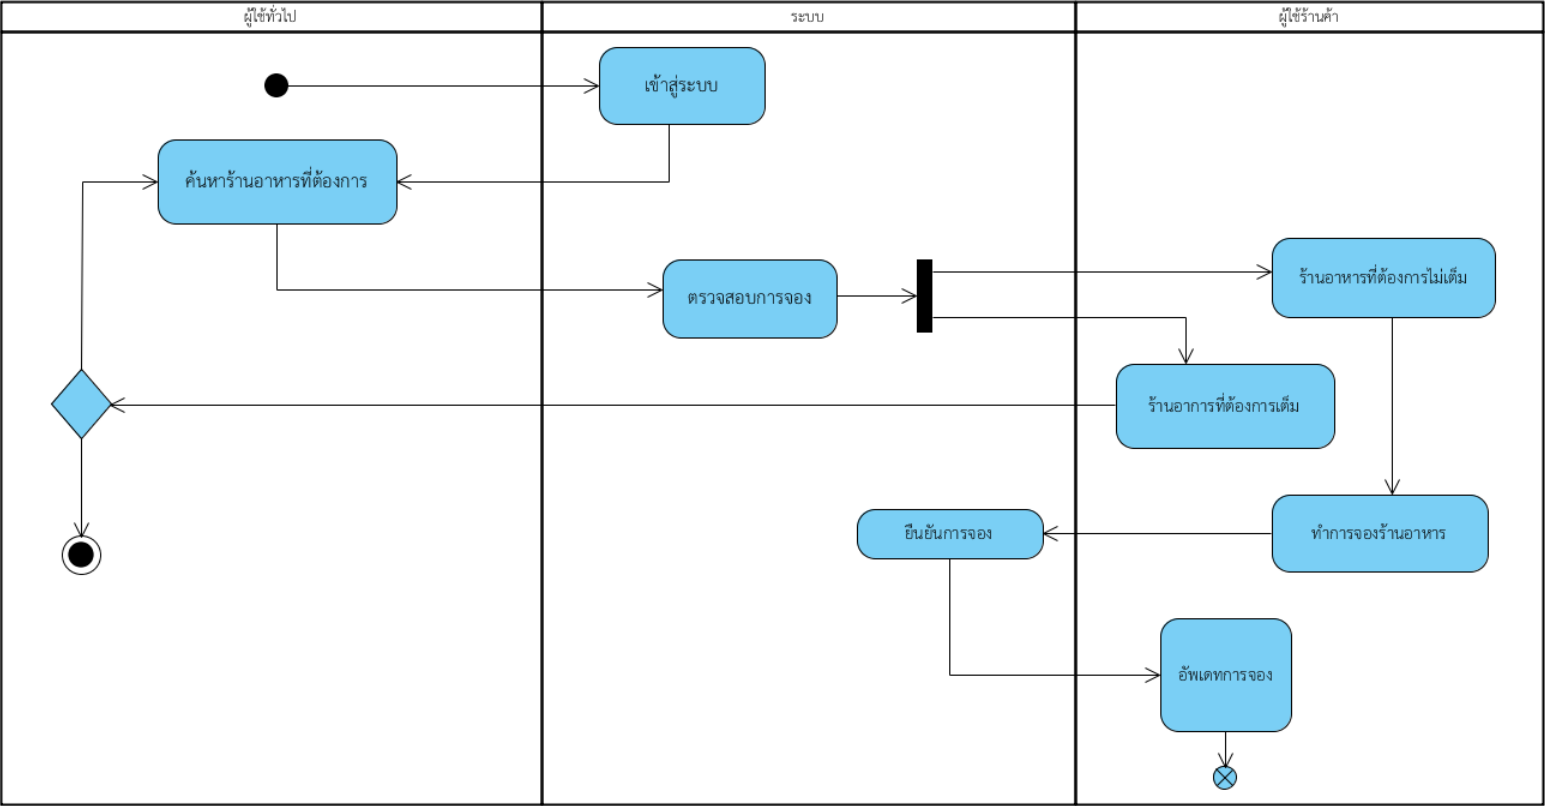 ผู้ใช้ทั่วไป
ระบบ
ผู้ใช้ร้านค้า
เข้าสู่ระบบ
ค้นหาร้านอาหารที่ต้องการ
ตรวจสอบการจอง
ร้านอาหารที่ต้องการไม่เต็ม
ร้านอาการที่ต้องการเต็ม
ยืนยันการจอง
ทำการจองร้านอาหาร
อัพเดทการจอง